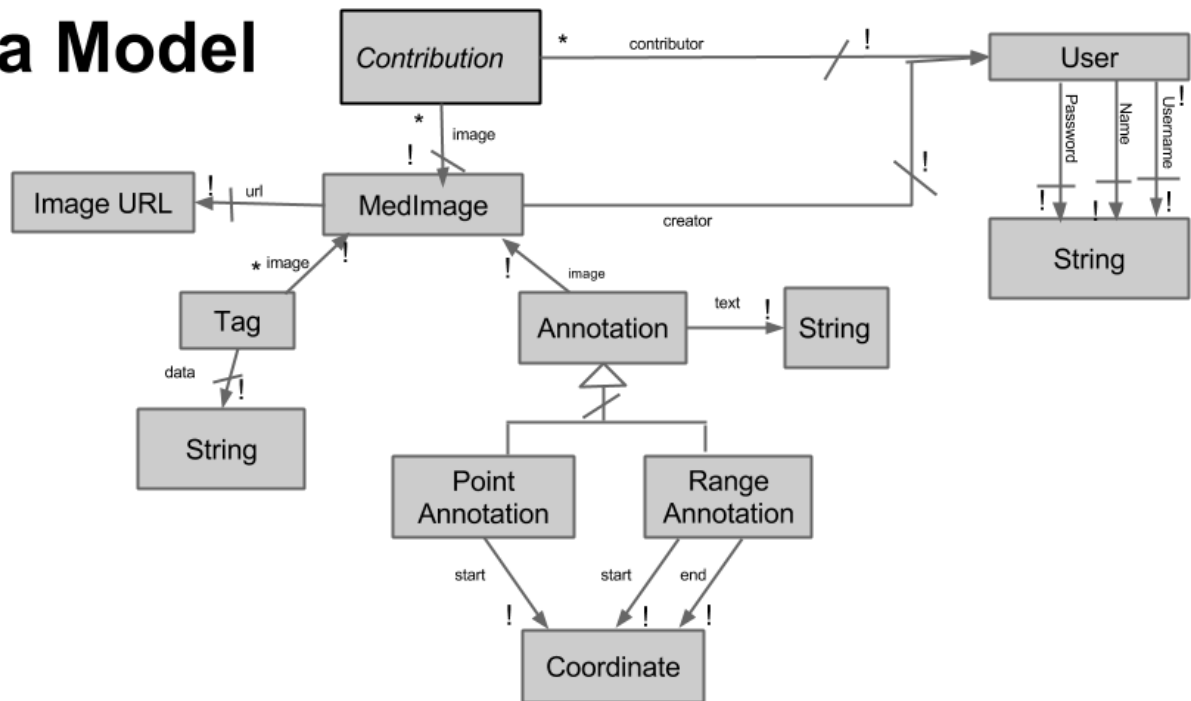 a Model
Contribution
*
contributor
!
User
*
image
!
Password
Name
Username
!
!
Image URL
!
url
MedImage
creator
!
!
!
String
* image
!
!
image
Tag
Annotation
text
!
String
data
!
String
Point
Annotation
Range
Annotation
start
start
end
!
!
!
Coordinate